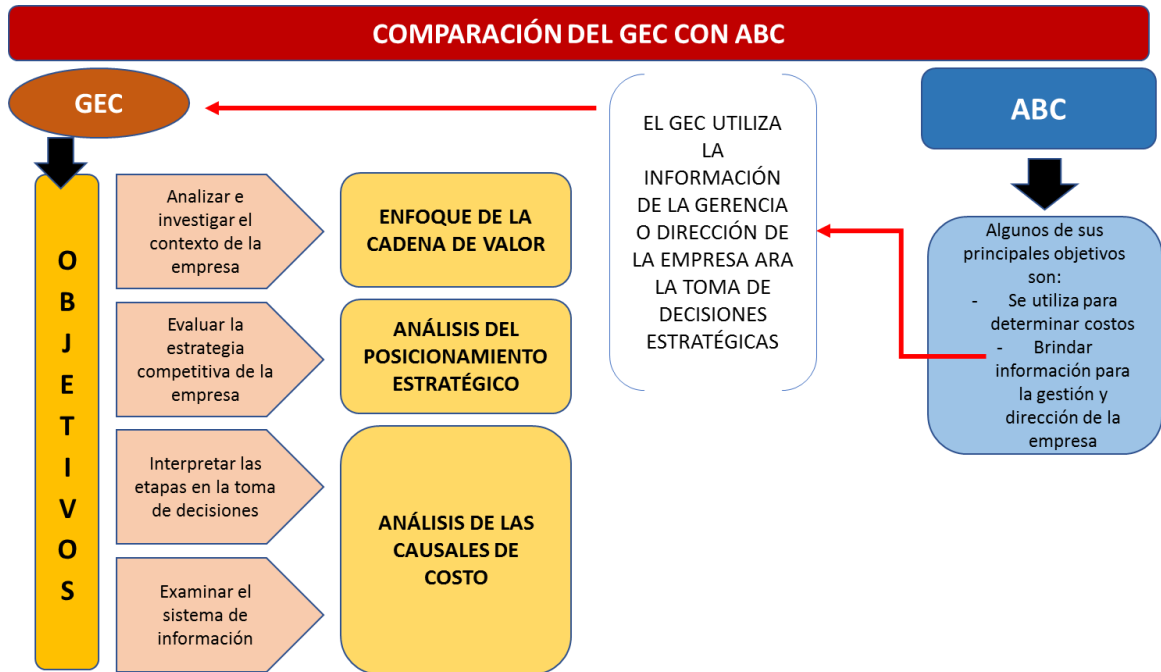 COMPARACIÓN DEL GEC CON ABC
GEC
O
B
J
E
T
I
V
O
S
Analizar e
investigar el
contexto de la
empresa
ENFOQUE DE LA
CADENA DE VALOR
Evaluar la
estrategia
competitiva de la
empresa
ANÁLISIS DEL
POSICIONAMIENTO
ESTRATÉGICO
Interpretar las
etapas en la toma
de decisiones
Examinar el
sistema de
información
ANÁLISIS DE LAS
CAUSALES DE
COSTO
EL GEC UTILIZA
LA
INFORMACIÓN
DE LA GERENCIA
O DIRECCIÓN DE
LA EMPRESA ARA
LA TOMA DE
DECISIONES
ESTRATÉGICAS
ABC
Algunos de sus
principales objetivos
son:
- Se utiliza para
determinar costos
- Brindar
información para
la gestión y
dirección de la
empresa